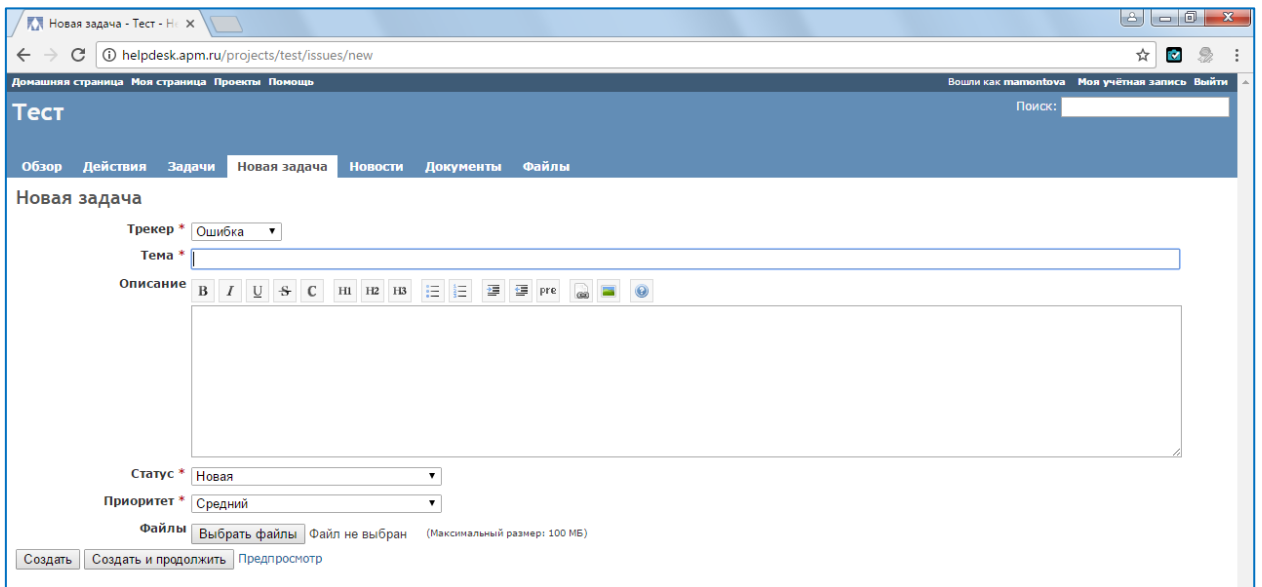 Новая задача - Тест - Не
helpdesk.apm.ru/projects/test/issues/new
Домашняя страница Моя страница Проекты Помощь Вошли как mamontova Моя учётная запись Выйти
Тест Поиск:
Обзор Действия Задачи Новая задача Новости Документы Файлы
Новая задача
Трекер * Ошибка
Тема *
Описание B I U S C H1 H2 H3 pre
Статус * Новая
Приоритет * Средний
Файлы Выбрать файлы Файл не выбран (Максимальный размер: 100 МБ)
Создать Создать и продолжить Предпросмотр